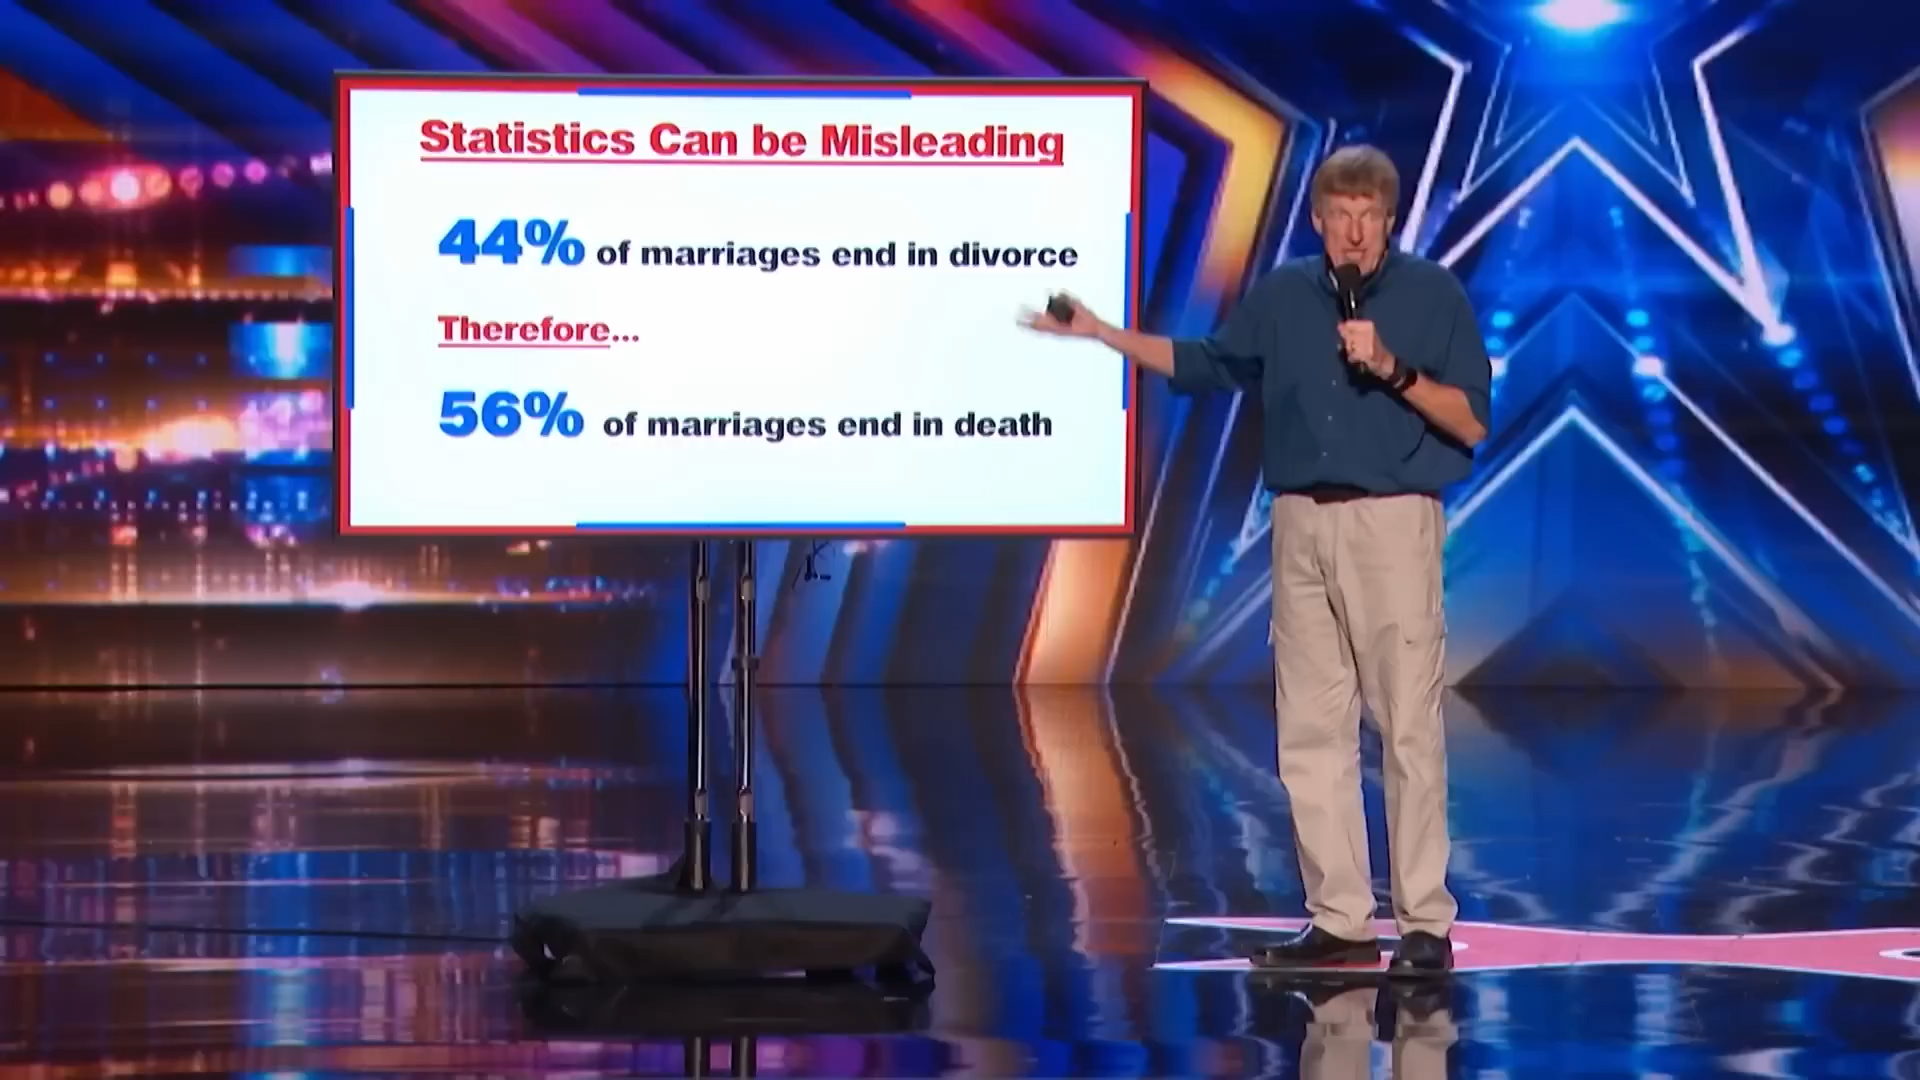 Statistics Can be Misleading
44% of marriages end in divorce
Therefore...
56% of marriages end in death